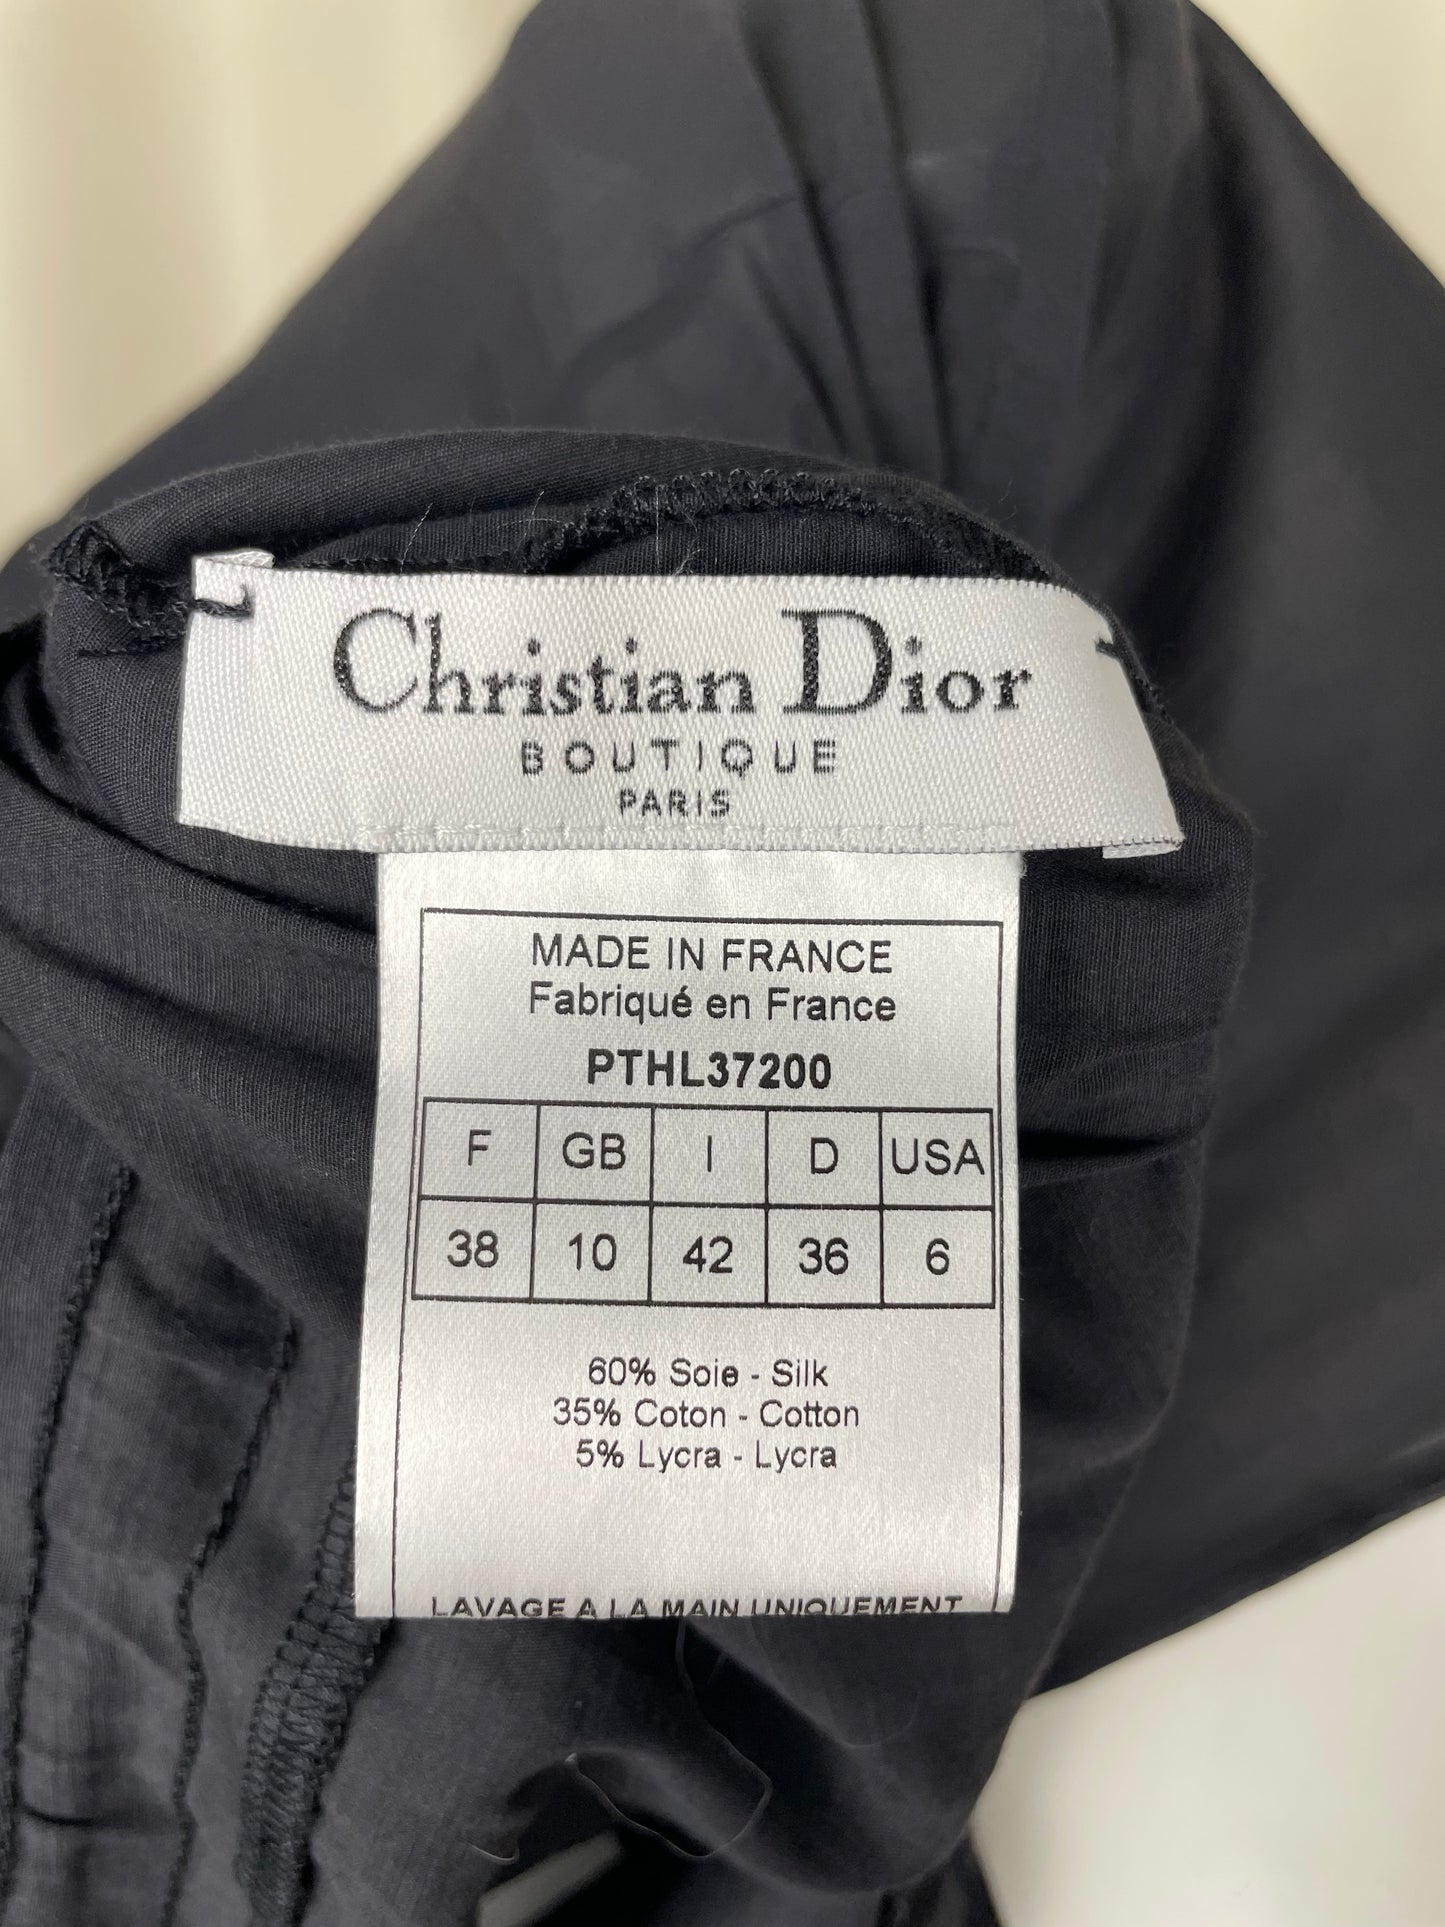 Christian Dior
BOUTIQUE
PARIS
MADE IN FRANCE
Fabriqué en France
PTHL37200
F GB I D USA
38 10 42 36 6
60% Soie - Silk
35% Coton - Cotton
5% Lycra - Lycra
LAVAGE A LA MAIN UNIQUEMENT